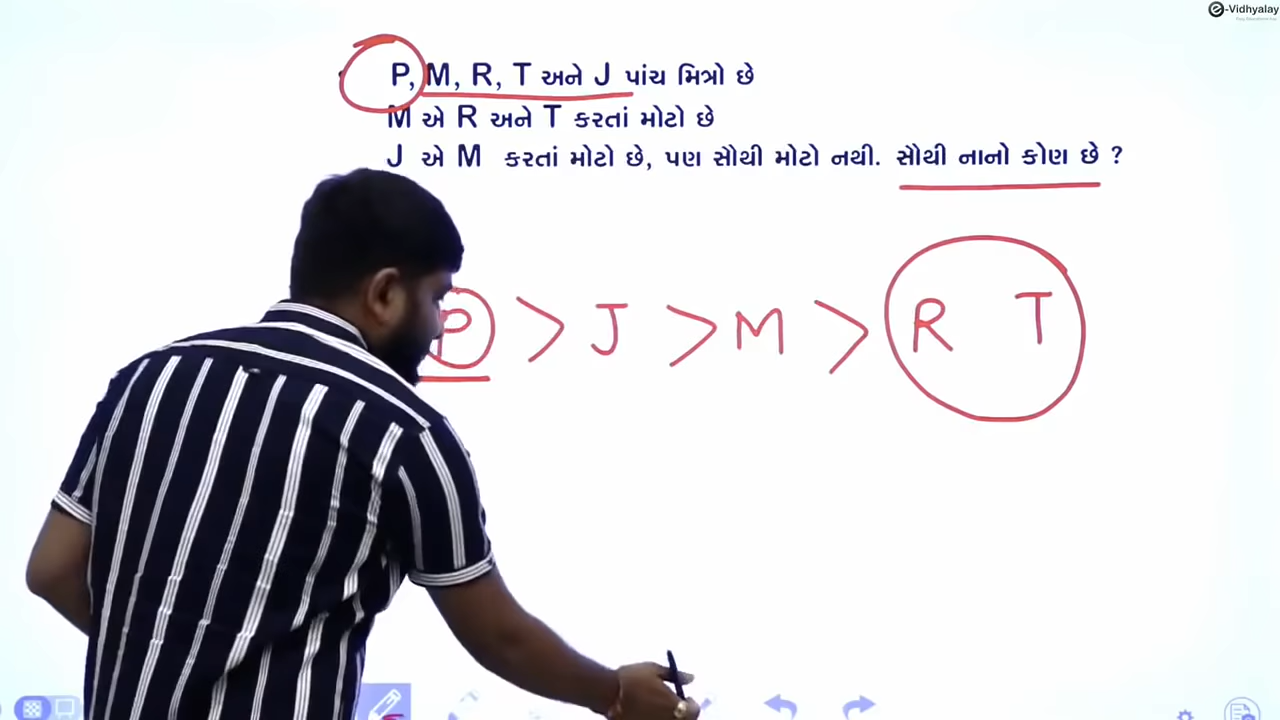 e-Vidhyalay
P, M, R, T અને J પાંચ મિત્રો છે
M એ R અને T કરતાં મોટો છે
J એ M કરતાં મોટો છે, પણ સૌથી મોટો નથી. સૌથી નાનો કોણ છે ?
P > J > M > R T